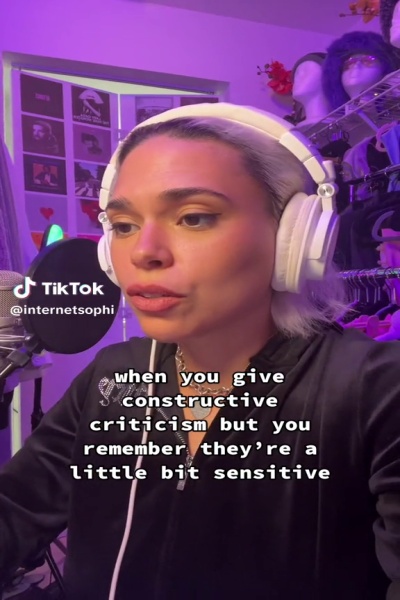 TikTok
@internetsophi
when you give
constructive
criticism but you
remember they're a
little bit sensitive